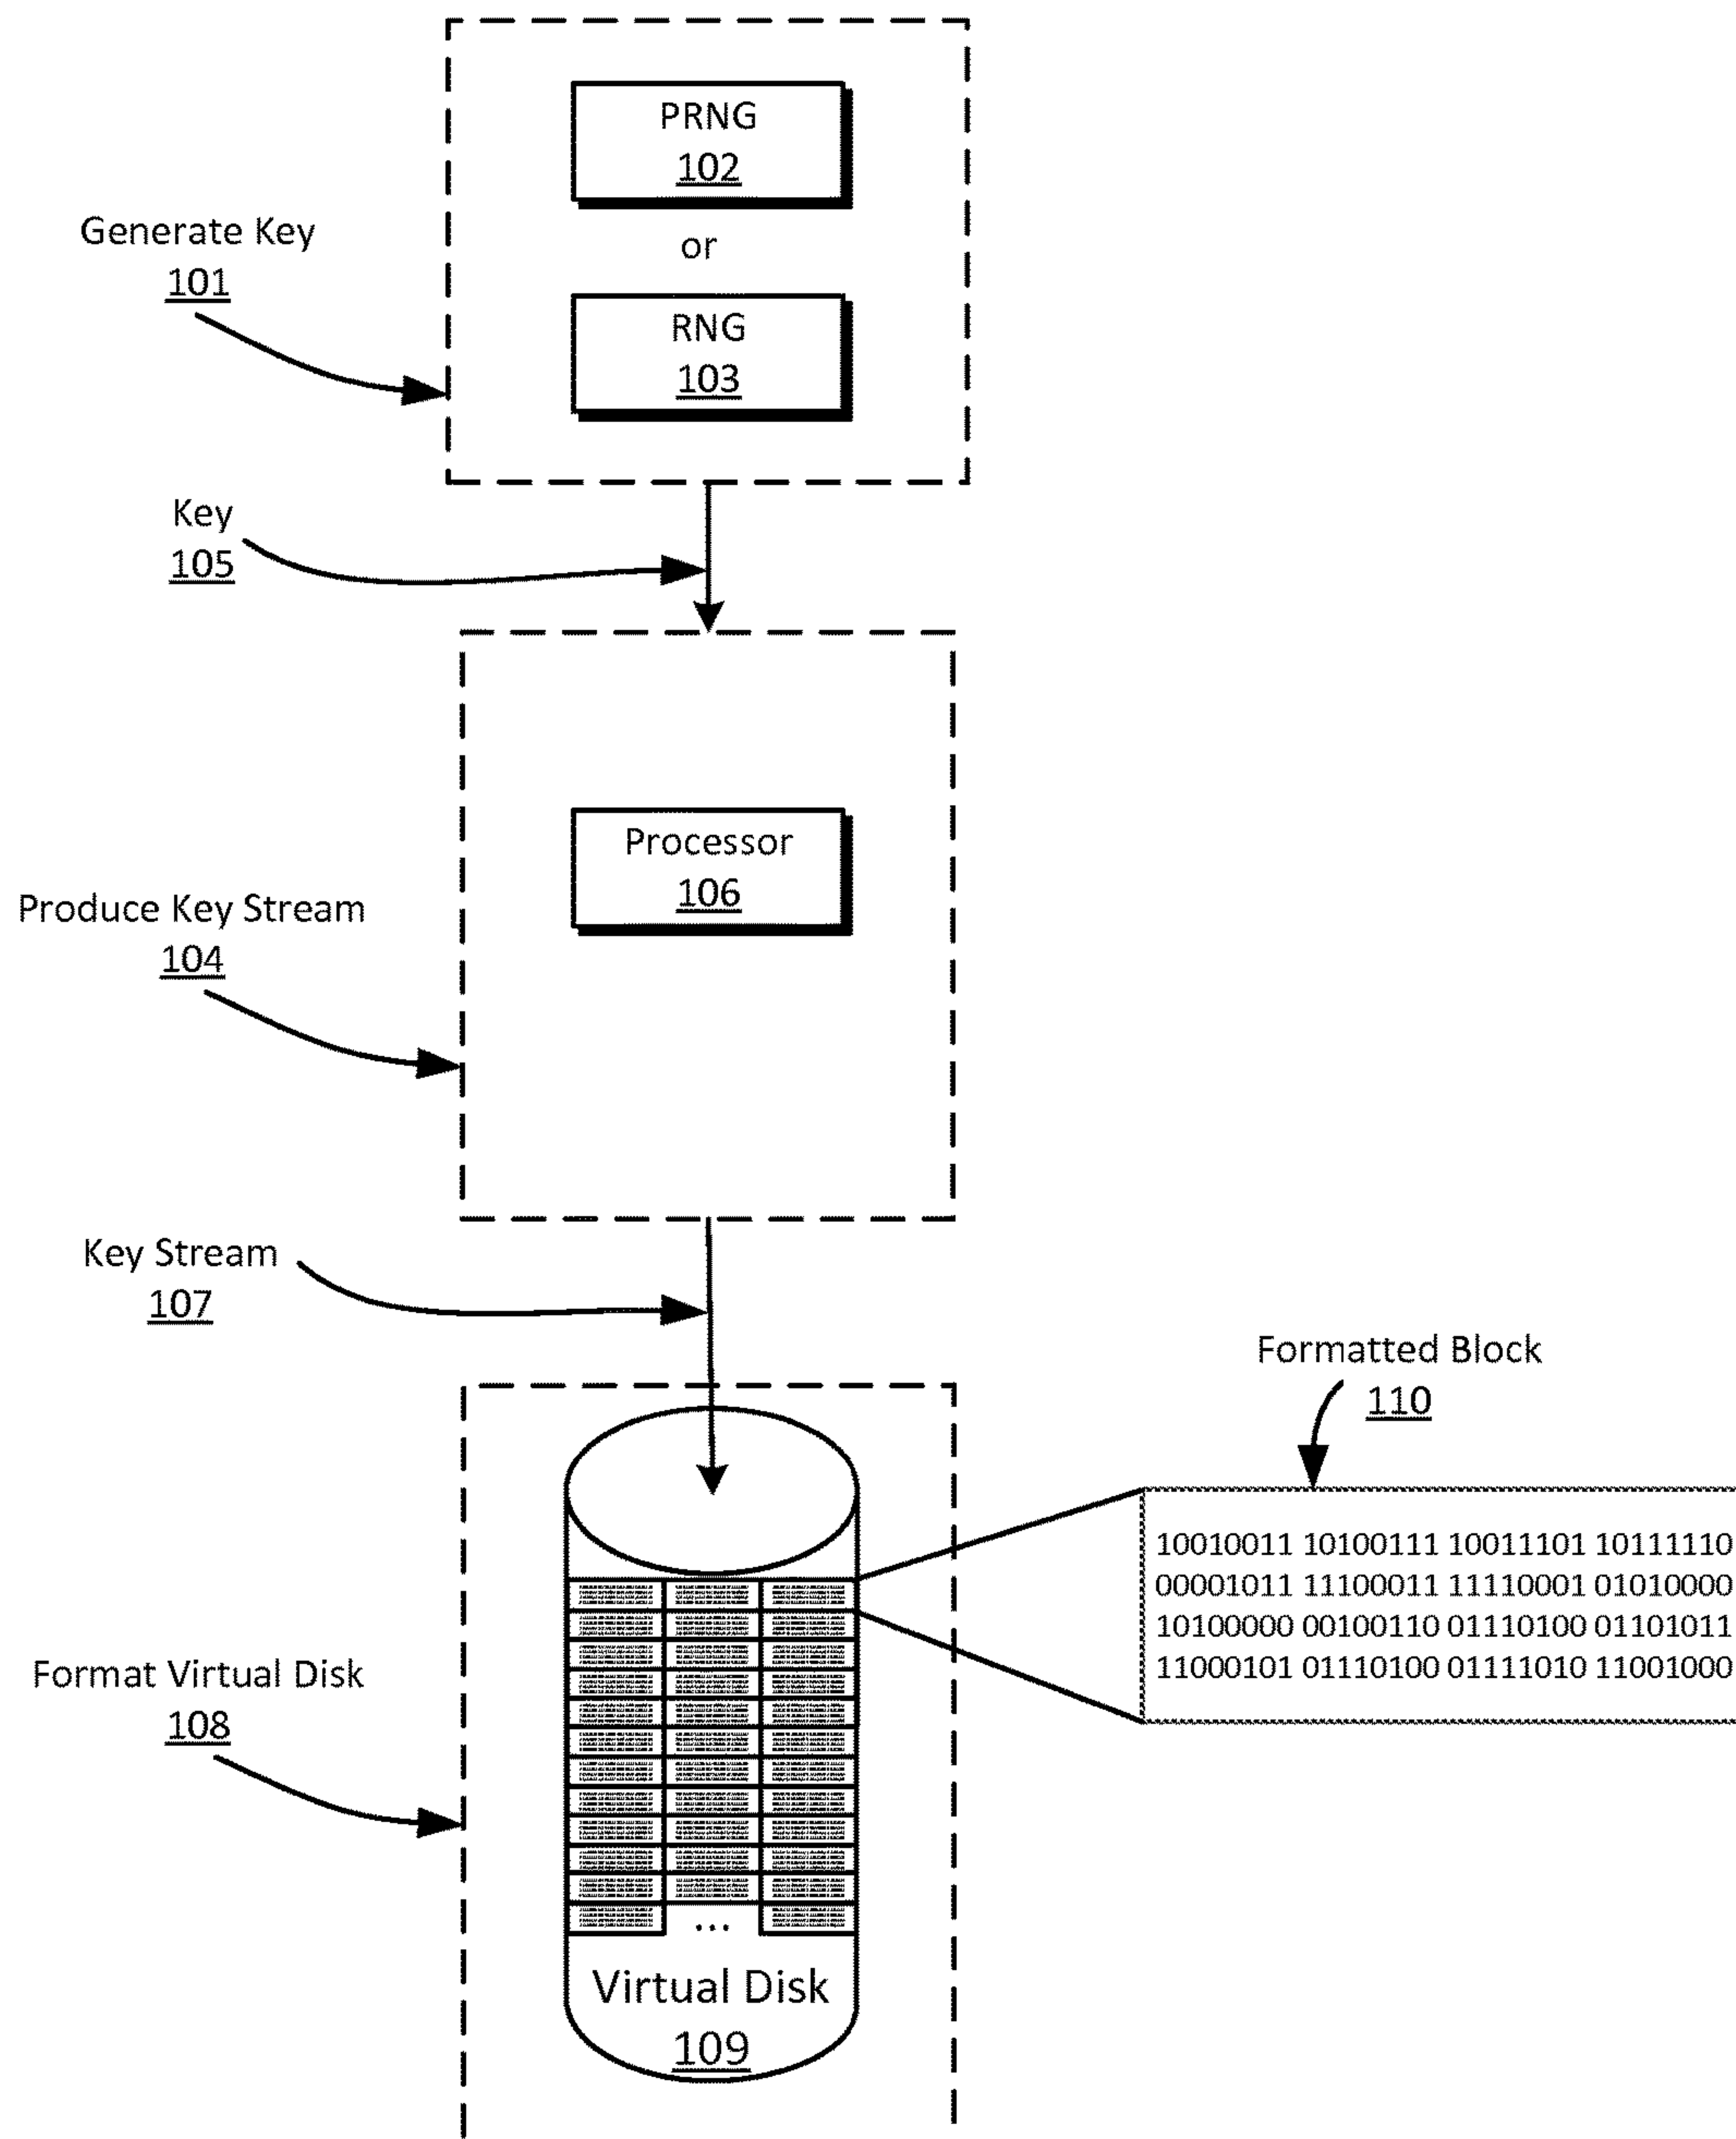 PRNG
102
or
RNG
103
Generate Key
101
Key
105
Processor
106
Produce Key Stream
104
Key Stream
107
Formatted Block
110
10010011 10100111 10011101 10111110
00001011 11100011 11110001 01010000
10100000 00100110 01110100 01101011
11000101 01110100 01111010 11001000
Format Virtual Disk
108
...
Virtual Disk
109